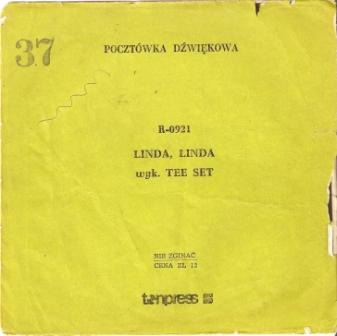 37
POCZTÓWKA DŹWIĘKOWA
R-0921
LINDA, LINDA
wyk. TEE SET
NIE ZGINAĆ
CENA ZŁ 12
tonpress